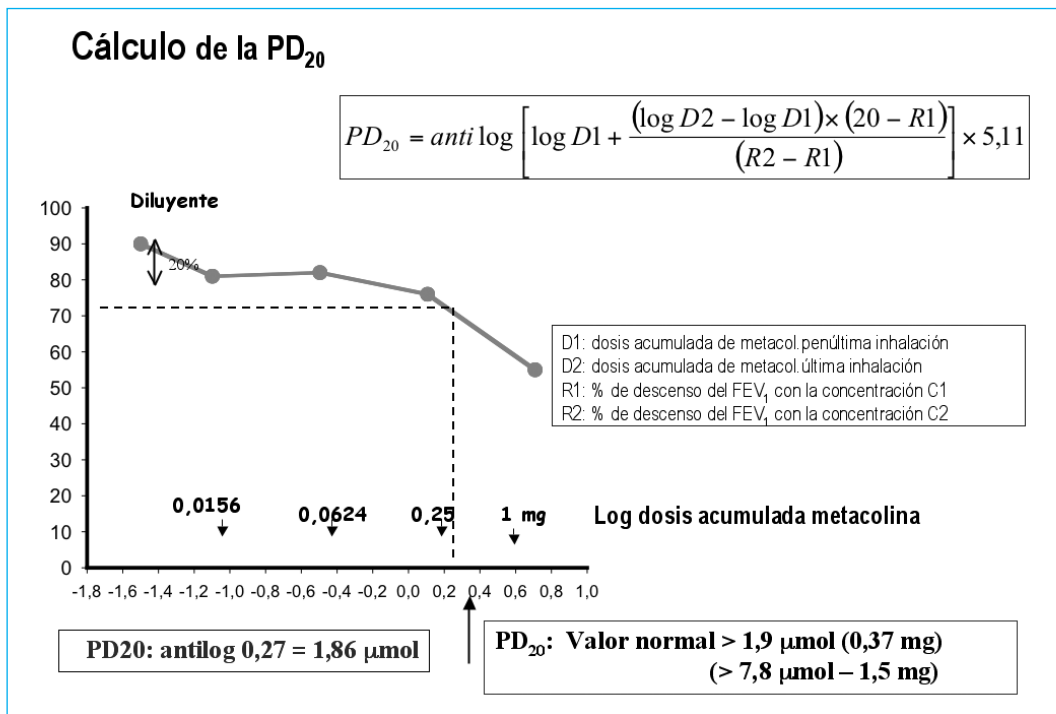 Cálculo de la PD20
PD20 = anti log [log D1 + (log D2 – log D1)× (20 – R1) / (R2 – R1)] × 5,11
Diluyente
100
90
80
70
60
50
40
30
20
10
0
20%
D1: dosis acumulada de metacol.penúltima inhalación
D2: dosis acumulada de metacol.última inhalación
R1: % de descenso del FEV1 con la concentración C1
R2: % de descenso del FEV1 con la concentración C2
0,0156 0,0624 0,25 1 mg
Log dosis acumulada metacolina
-1,8 -1,6 -1,4 -1,2 -1,0 -0,8 -0,6 -0,4 -0,2 0,0 0,2 0,4 0,6 0,8 1,0
PD20: antilog 0,27 = 1,86 µmol
PD20: Valor normal > 1,9 µmol (0,37 mg)
(> 7,8 µmol – 1,5 mg)